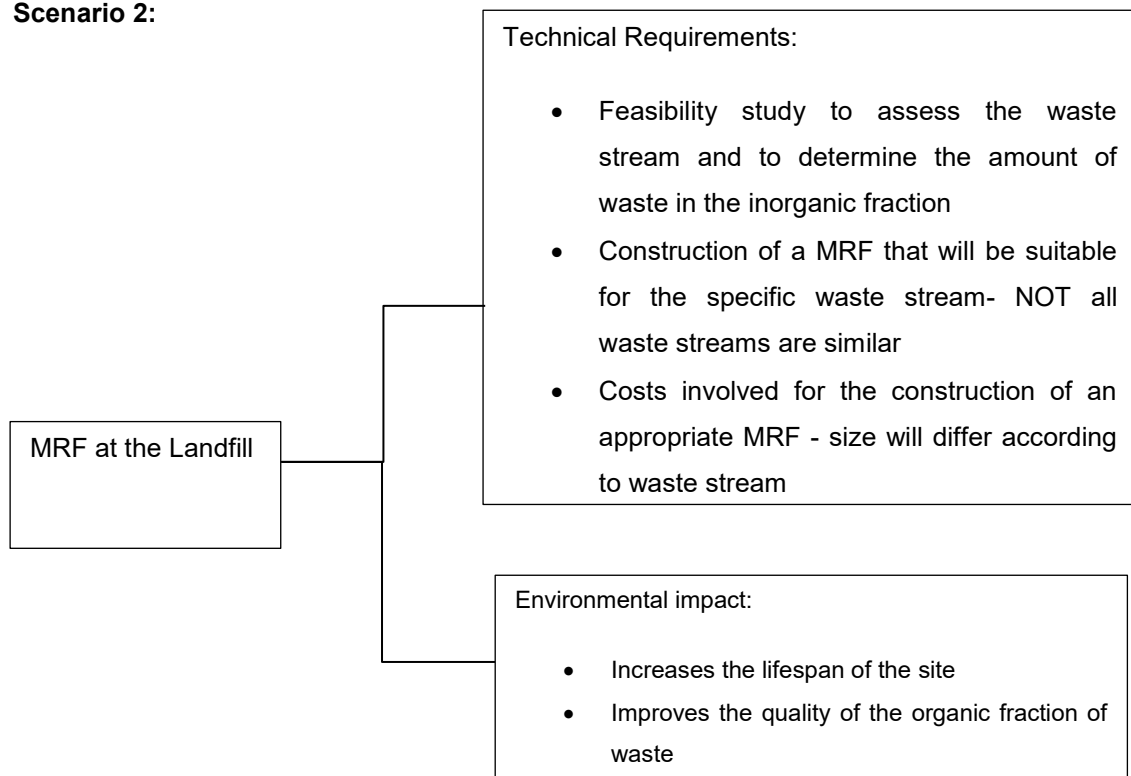 Scenario 2:
Technical Requirements:
• Feasibility study to assess the waste
stream and to determine the amount of
waste in the inorganic fraction
• Construction of a MRF that will be suitable
for the specific waste stream- NOT all
waste streams are similar
• Costs involved for the construction of an
appropriate MRF - size will differ according
to waste stream
MRF at the Landfill
Environmental impact:
• Increases the lifespan of the site
• Improves the quality of the organic fraction of
waste